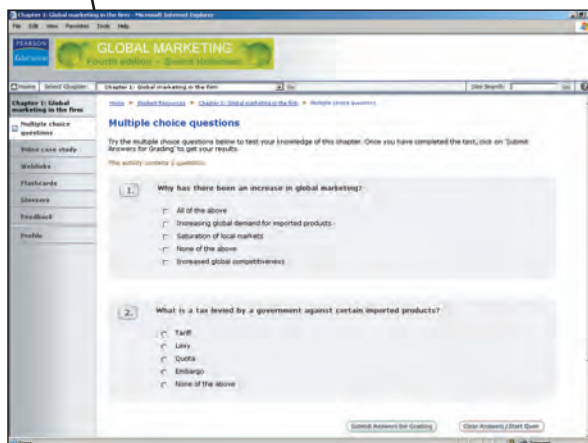 Chapter 1: Global marketing in the firm - Microsoft Internet Explorer
File Edit View Favorites Tools Help
PEARSON
Education
GLOBAL MARKETING
Fourth edition - Svend Hollensen
Home Select Chapter: Chapter 1: Global marketing in the firm Go Site Search: Go
Chapter 1: Global
marketing in the firm
Multiple choice
questions
Video case study
Weblinks
Flashcards
Glossary
Feedback
Profile
Home > Student Resources > Chapter 1: Global marketing in the firm > Multiple choice questions
Multiple choice questions
Try the multiple choice questions below to test your knowledge of this chapter. Once you have completed the test, click on 'Submit
Answers for Grading' to get your results.
This activity contains questions.
1. Why has there been an increase in global marketing?
All of the above
Increasing global demand for imported products
Saturation of local markets
None of the above
Increased global competitiveness
2. What is a tax levied by a government against certain imported products?
Tariff
Levy
Quota
Embargo
None of the above
Submit Answers for Grading Clear Answers / Start Over
Internet